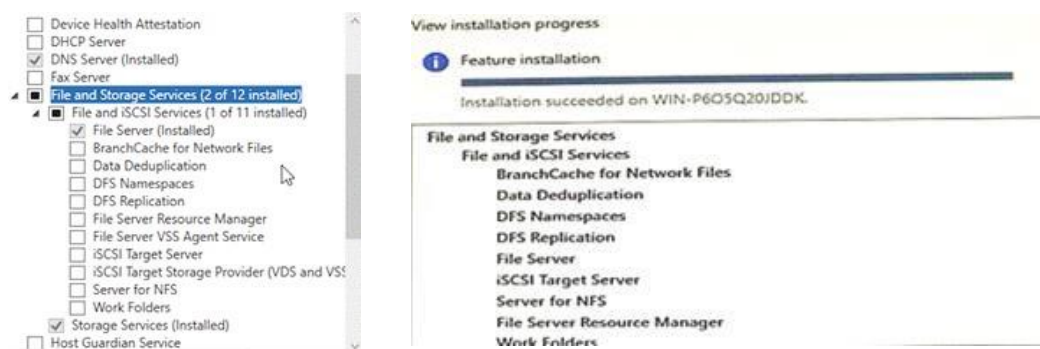 Device Health Attestation
DHCP Server
DNS Server (Installed)
Fax Server
File and Storage Services (2 of 12 installed)
File and iSCSI Services (1 of 11 installed)
File Server (Installed)
BranchCache for Network Files
Data Deduplication
DFS Namespaces
DFS Replication
File Server Resource Manager
File Server VSS Agent Service
iSCSI Target Server
iSCSI Target Storage Provider (VDS and VSS
Server for NFS
Work Folders
Storage Services (Installed)
Host Guardian Service
View installation progress
Feature installation
Installation succeeded on WIN-P6O5Q20JDDK.
File and Storage Services
File and iSCSI Services
BranchCache for Network Files
Data Deduplication
DFS Namespaces
DFS Replication
File Server
iSCSI Target Server
Server for NFS
File Server Resource Manager
Work Folders